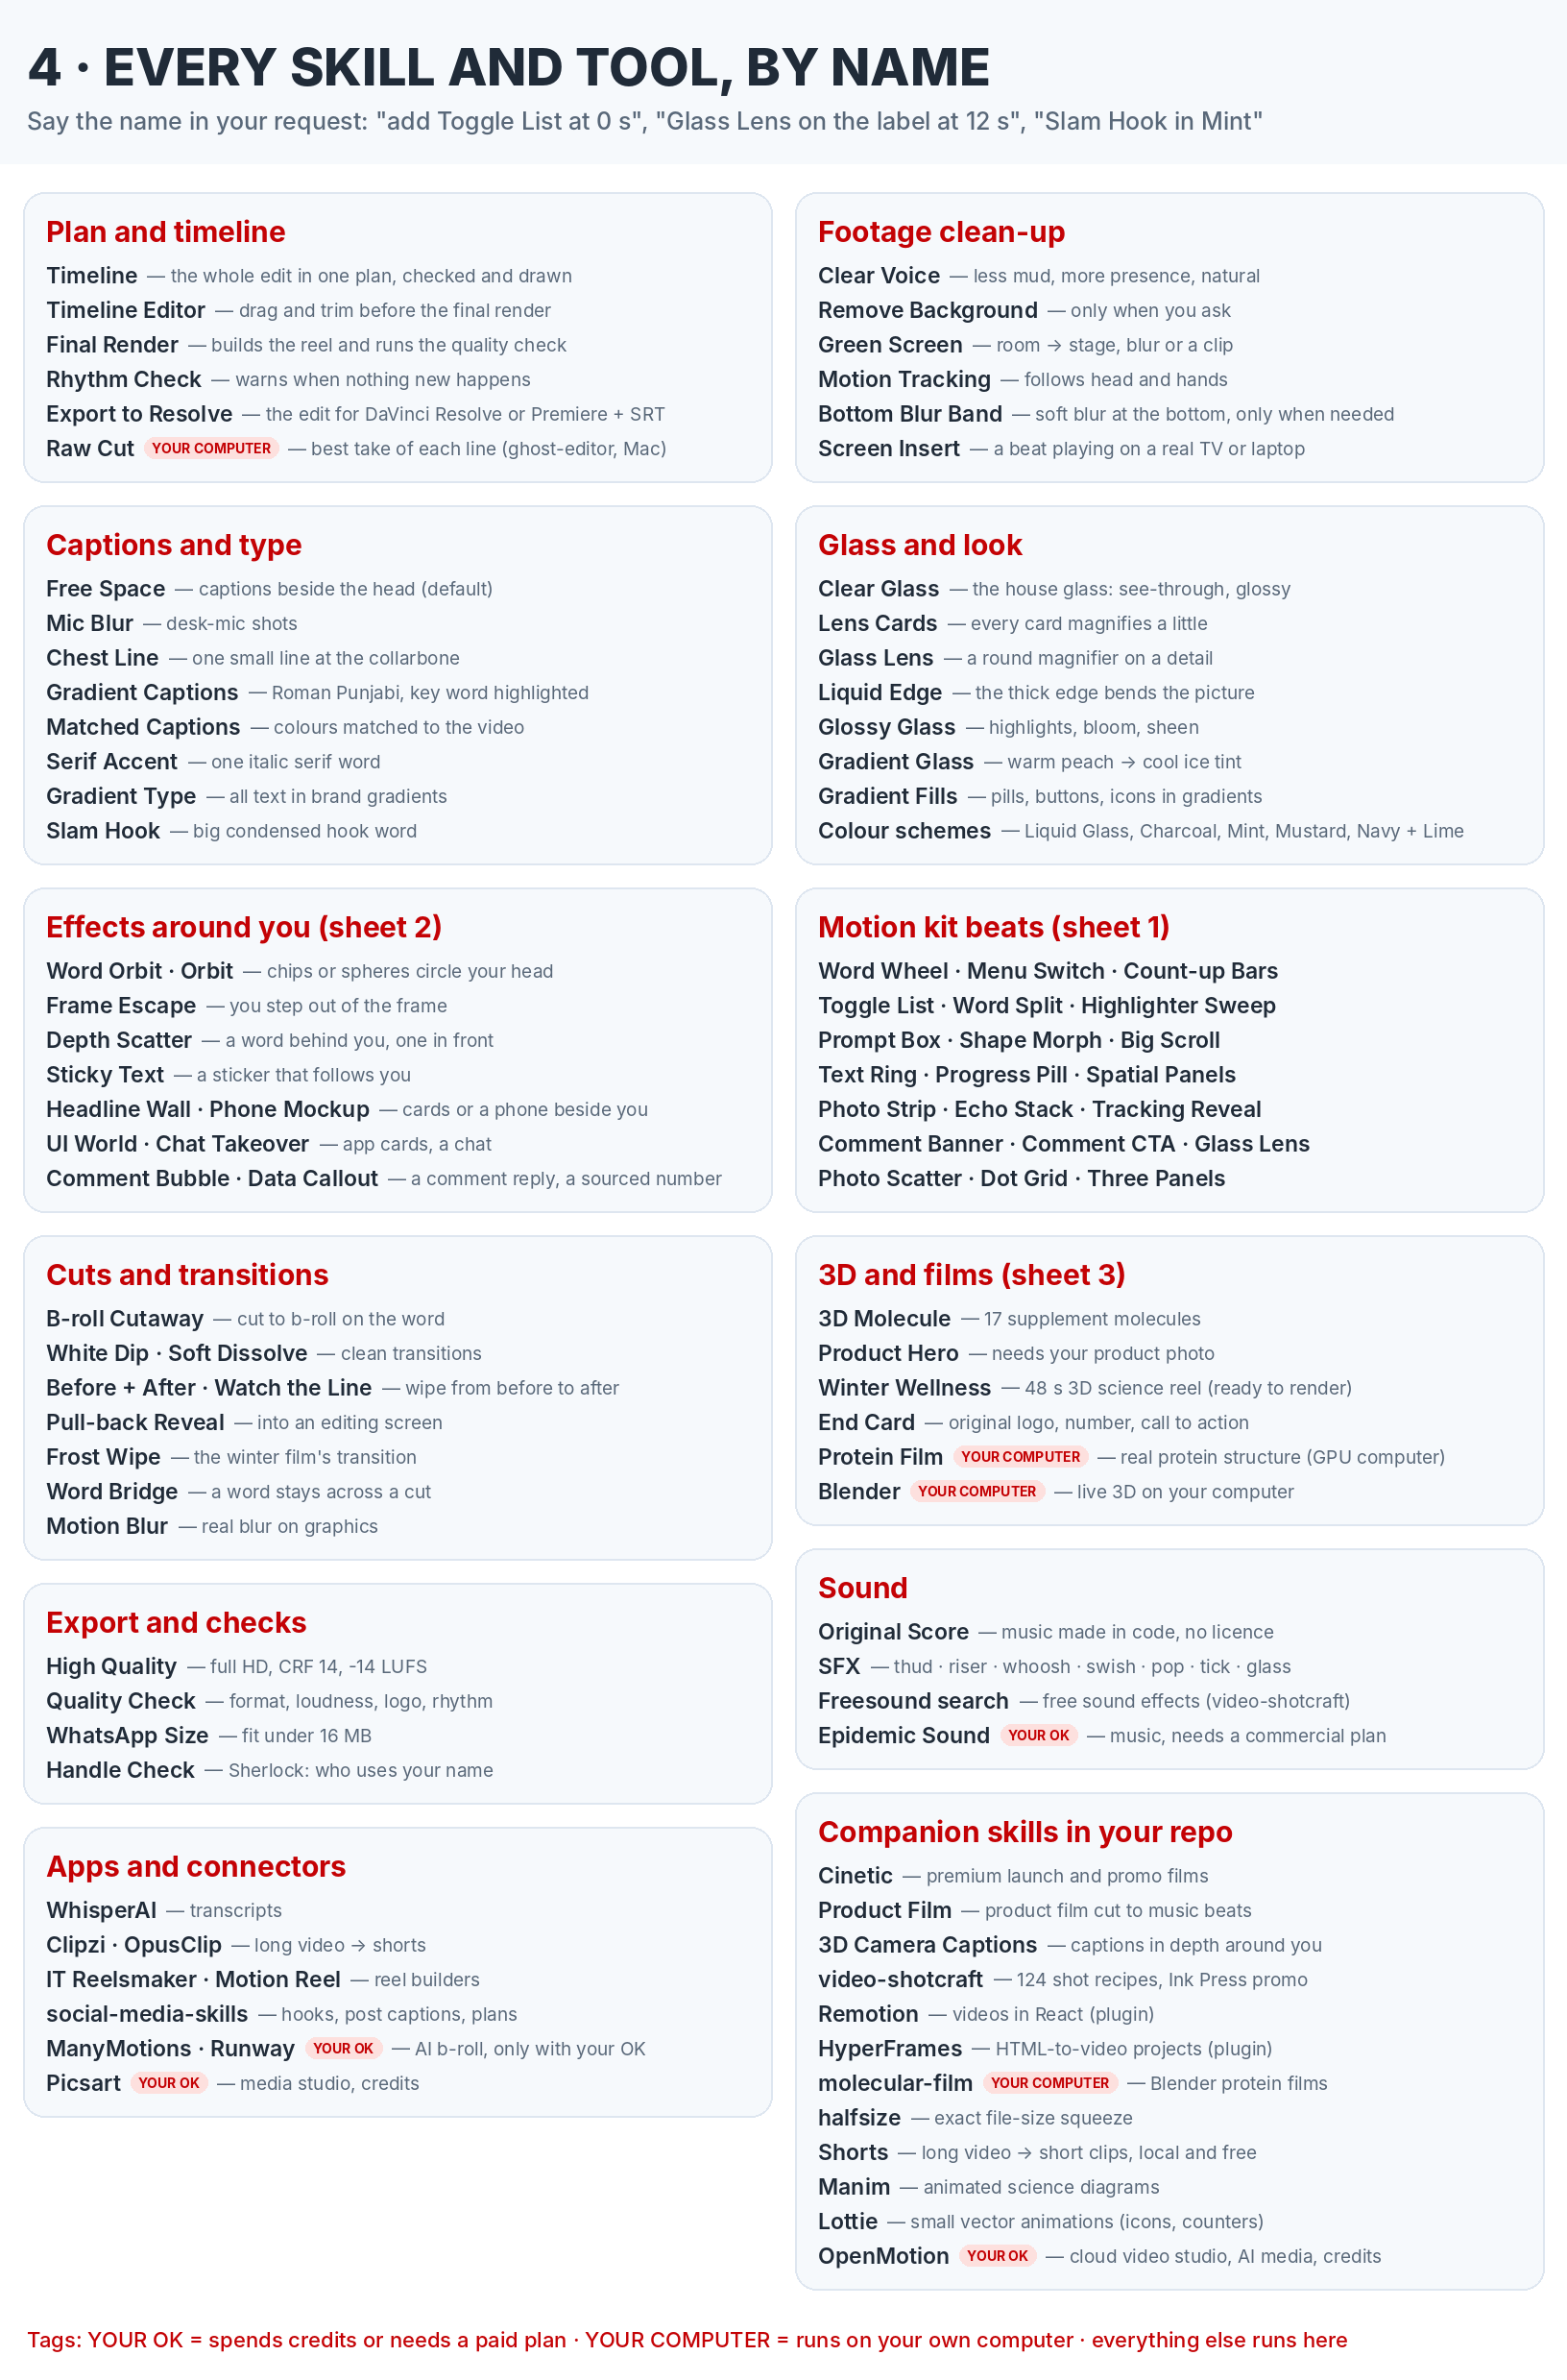 4 · EVERY SKILL AND TOOL, BY NAME
Say the name in your request: "add Toggle List at 0 s", "Glass Lens on the label at 12 s", "Slam Hook in Mint"
Plan and timeline
Timeline — the whole edit in one plan, checked and drawn
Timeline Editor — drag and trim before the final render
Final Render — builds the reel and runs the quality check
Rhythm Check — warns when nothing new happens
Export to Resolve — the edit for DaVinci Resolve or Premiere + SRT
Raw Cut YOUR COMPUTER — best take of each line (ghost-editor, Mac)
Captions and type
Free Space — captions beside the head (default)
Mic Blur — desk-mic shots
Chest Line — one small line at the collarbone
Gradient Captions — Roman Punjabi, key word highlighted
Matched Captions — colours matched to the video
Serif Accent — one italic serif word
Gradient Type — all text in brand gradients
Slam Hook — big condensed hook word
Effects around you (sheet 2)
Word Orbit · Orbit — chips or spheres circle your head
Frame Escape — you step out of the frame
Depth Scatter — a word behind you, one in front
Sticky Text — a sticker that follows you
Headline Wall · Phone Mockup — cards or a phone beside you
UI World · Chat Takeover — app cards, a chat
Comment Bubble · Data Callout — a comment reply, a sourced number
Cuts and transitions
B-roll Cutaway — cut to b-roll on the word
White Dip · Soft Dissolve — clean transitions
Before + After · Watch the Line — wipe from before to after
Pull-back Reveal — into an editing screen
Frost Wipe — the winter film's transition
Word Bridge — a word stays across a cut
Motion Blur — real blur on graphics
Export and checks
High Quality — full HD, CRF 14, -14 LUFS
Quality Check — format, loudness, logo, rhythm
WhatsApp Size — fit under 16 MB
Handle Check — Sherlock: who uses your name
Apps and connectors
WhisperAI — transcripts
Clipzi · OpusClip — long video → shorts
IT Reelsmaker · Motion Reel — reel builders
social-media-skills — hooks, post captions, plans
ManyMotions · Runway YOUR OK — AI b-roll, only with your OK
Picsart YOUR OK — media studio, credits
Footage clean-up
Clear Voice — less mud, more presence, natural
Remove Background — only when you ask
Green Screen — room → stage, blur or a clip
Motion Tracking — follows head and hands
Bottom Blur Band — soft blur at the bottom, only when needed
Screen Insert — a beat playing on a real TV or laptop
Glass and look
Clear Glass — the house glass: see-through, glossy
Lens Cards — every card magnifies a little
Glass Lens — a round magnifier on a detail
Liquid Edge — the thick edge bends the picture
Glossy Glass — highlights, bloom, sheen
Gradient Glass — warm peach → cool ice tint
Gradient Fills — pills, buttons, icons in gradients
Colour schemes — Liquid Glass, Charcoal, Mint, Mustard, Navy + Lime
Motion kit beats (sheet 1)
Word Wheel · Menu Switch · Count-up Bars
Toggle List · Word Split · Highlighter Sweep
Prompt Box · Shape Morph · Big Scroll
Text Ring · Progress Pill · Spatial Panels
Photo Strip · Echo Stack · Tracking Reveal
Comment Banner · Comment CTA · Glass Lens
Photo Scatter · Dot Grid · Three Panels
3D and films (sheet 3)
3D Molecule — 17 supplement molecules
Product Hero — needs your product photo
Winter Wellness — 48 s 3D science reel (ready to render)
End Card — original logo, number, call to action
Protein Film YOUR COMPUTER — real protein structure (GPU computer)
Blender YOUR COMPUTER — live 3D on your computer
Sound
Original Score — music made in code, no licence
SFX — thud · riser · whoosh · swish · pop · tick · glass
Freesound search — free sound effects (video-shotcraft)
Epidemic Sound YOUR OK — music, needs a commercial plan
Companion skills in your repo
Cinetic — premium launch and promo films
Product Film — product film cut to music beats
3D Camera Captions — captions in depth around you
video-shotcraft — 124 shot recipes, Ink Press promo
Remotion — videos in React (plugin)
HyperFrames — HTML-to-video projects (plugin)
molecular-film YOUR COMPUTER — Blender protein films
halfsize — exact file-size squeeze
Shorts — long video → short clips, local and free
Manim — animated science diagrams
Lottie — small vector animations (icons, counters)
OpenMotion YOUR OK — cloud video studio, AI media, credits
Tags: YOUR OK = spends credits or needs a paid plan · YOUR COMPUTER = runs on your own computer · everything else runs here